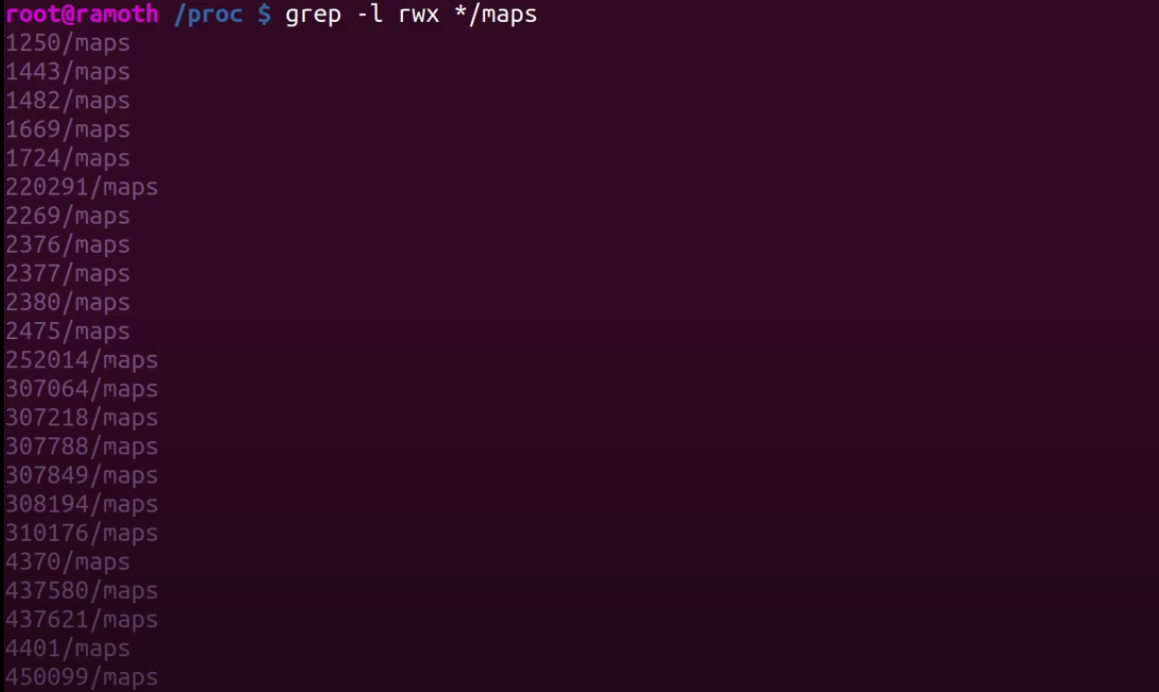 root@ramoth /proc $ grep -l rwx */maps
1250/maps
1443/maps
1482/maps
1669/maps
1724/maps
220291/maps
2269/maps
2376/maps
2377/maps
2380/maps
2475/maps
252014/maps
307064/maps
307218/maps
307788/maps
307849/maps
308194/maps
310176/maps
4370/maps
437580/maps
437621/maps
4401/maps
450099/maps